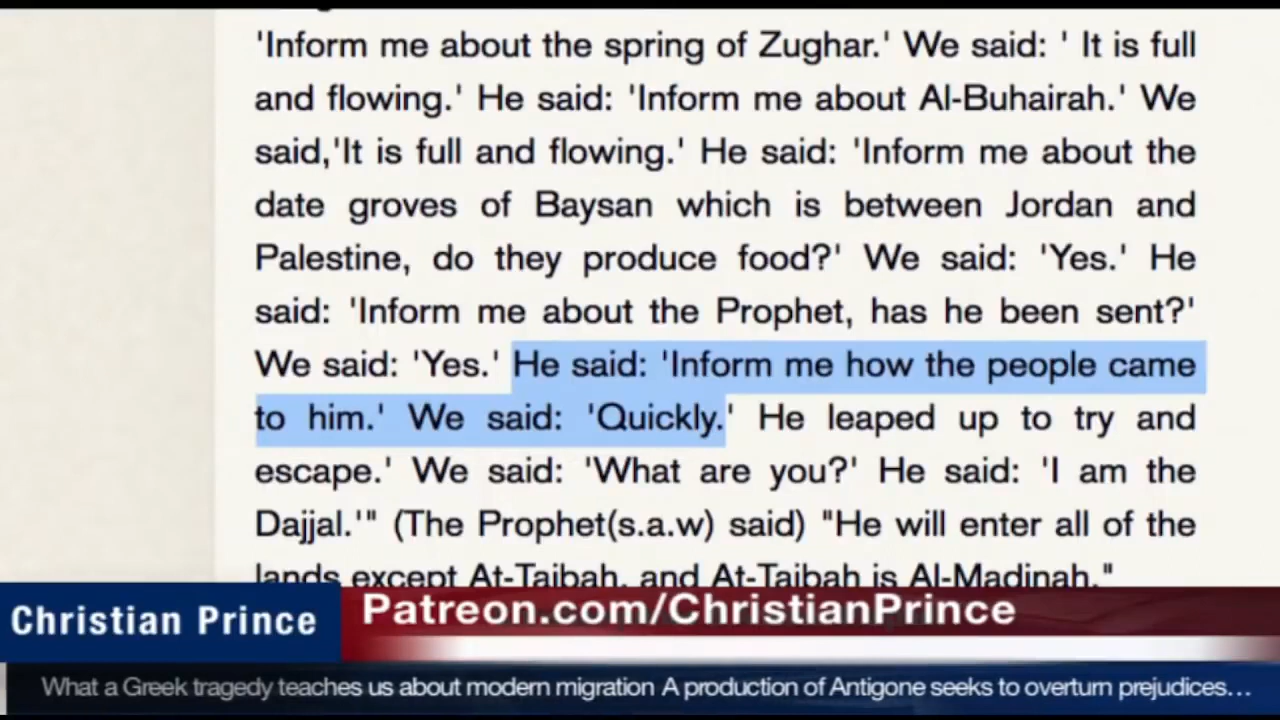 'Inform me about the spring of Zughar.' We said: ' It is full
and flowing.' He said: 'Inform me about Al-Buhairah.' We
said,'It is full and flowing.' He said: 'Inform me about the
date groves of Baysan which is between Jordan and
Palestine, do they produce food?' We said: 'Yes.' He
said: 'Inform me about the Prophet, has he been sent?'
We said: 'Yes.' He said: 'Inform me how the people came
to him.' We said: 'Quickly.' He leaped up to try and
escape.' We said: 'What are you?' He said: 'I am the
Dajjal.'" (The Prophet(s.a.w) said) "He will enter all of the
lands except At-Taibah, and At-Taibah is Al-Madinah."
Christian Prince
Patreon.com/ChristianPrince
What a Greek tragedy teaches us about modern migration A production of Antigone seeks to overturn prejudices…